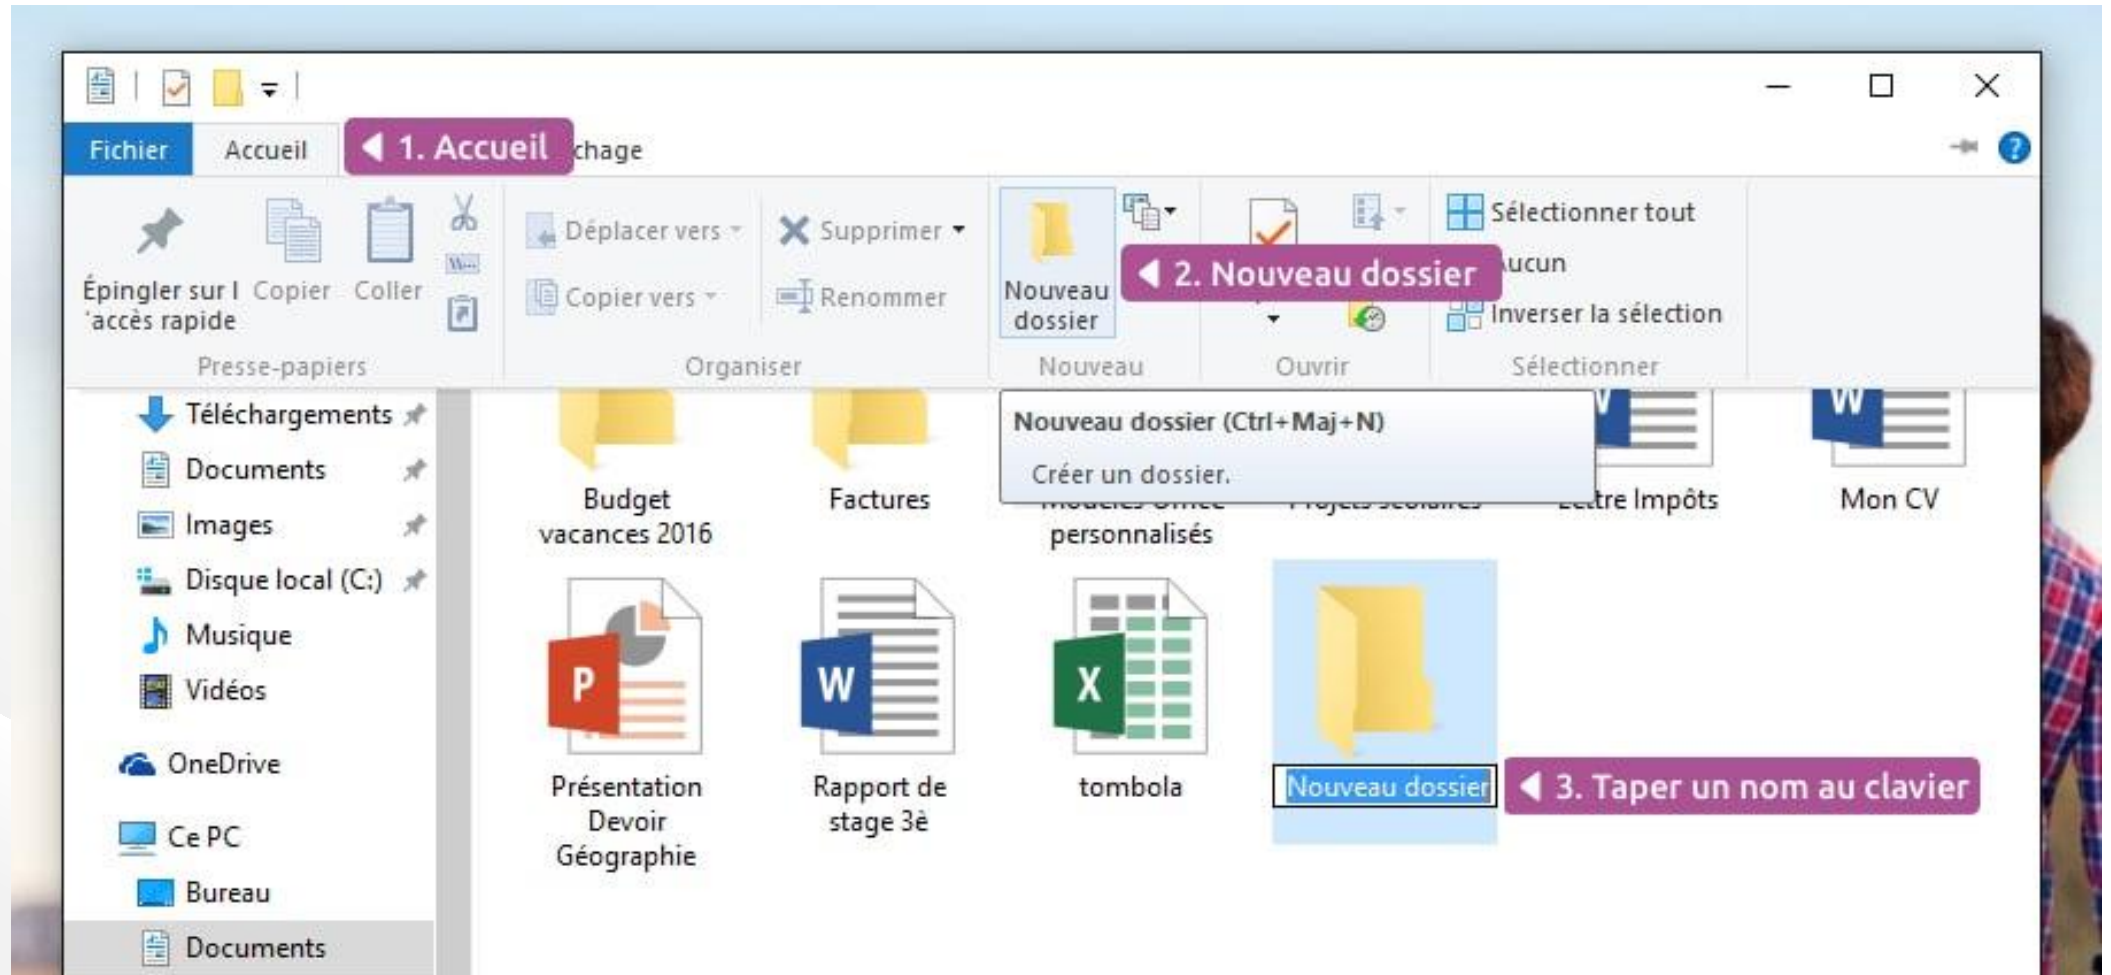 Fichier
Accueil
1. Accueil
chage
Sélectionner tout
Déplacer vers
Supprimer
2. Nouveau dossier
ucun
Épingler sur l
'accès rapide
Copier
Coller
Copier vers
Renommer
Nouveau
dossier
Inverser la sélection
Presse-papiers
Organiser
Nouveau
Ouvrir
Sélectionner
Téléchargements
Documents
Images
Disque local (C:)
Musique
Vidéos
OneDrive
Ce PC
Bureau
Documents
Nouveau dossier (Ctrl+Maj+N)
Créer un dossier.
Budget
vacances 2016
Factures
personnalisés
Impôts
Mon CV
W
P
W
X
Présentation
Devoir
Géographie
Rapport de
stage 3è
tombola
Nouveau dossier
3. Taper un nom au clavier